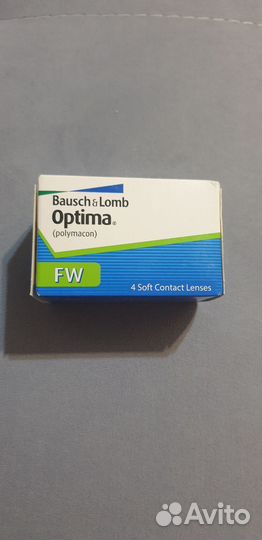 Bausch & Lomb
Optima®
(polymacon)
FW
4 Soft Contact Lenses
Avito